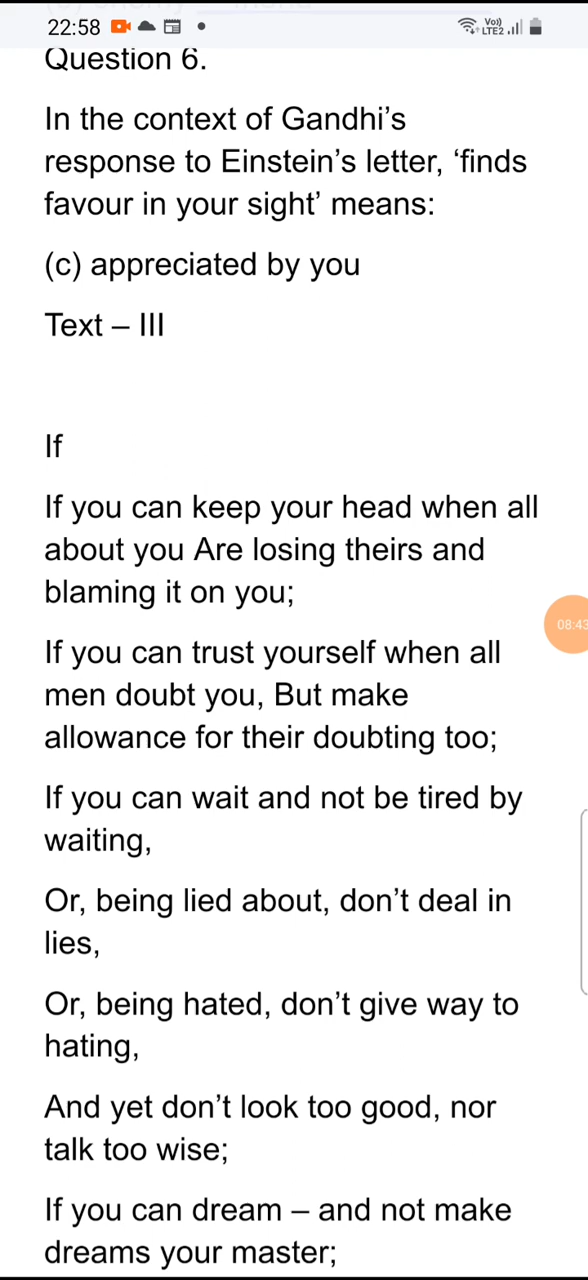 22:58
Vo))
LTE2
Question 6.
In the context of Gandhi's
response to Einstein's letter, 'finds
favour in your sight' means:
(c) appreciated by you
Text – III
If
If you can keep your head when all
about you Are losing theirs and
blaming it on you;
08:43
If you can trust yourself when all
men doubt you, But make
allowance for their doubting too;
If you can wait and not be tired by
waiting,
Or, being lied about, don't deal in
lies,
Or, being hated, don't give way to
hating,
And yet don't look too good, nor
talk too wise;
If you can dream – and not make
dreams your master;